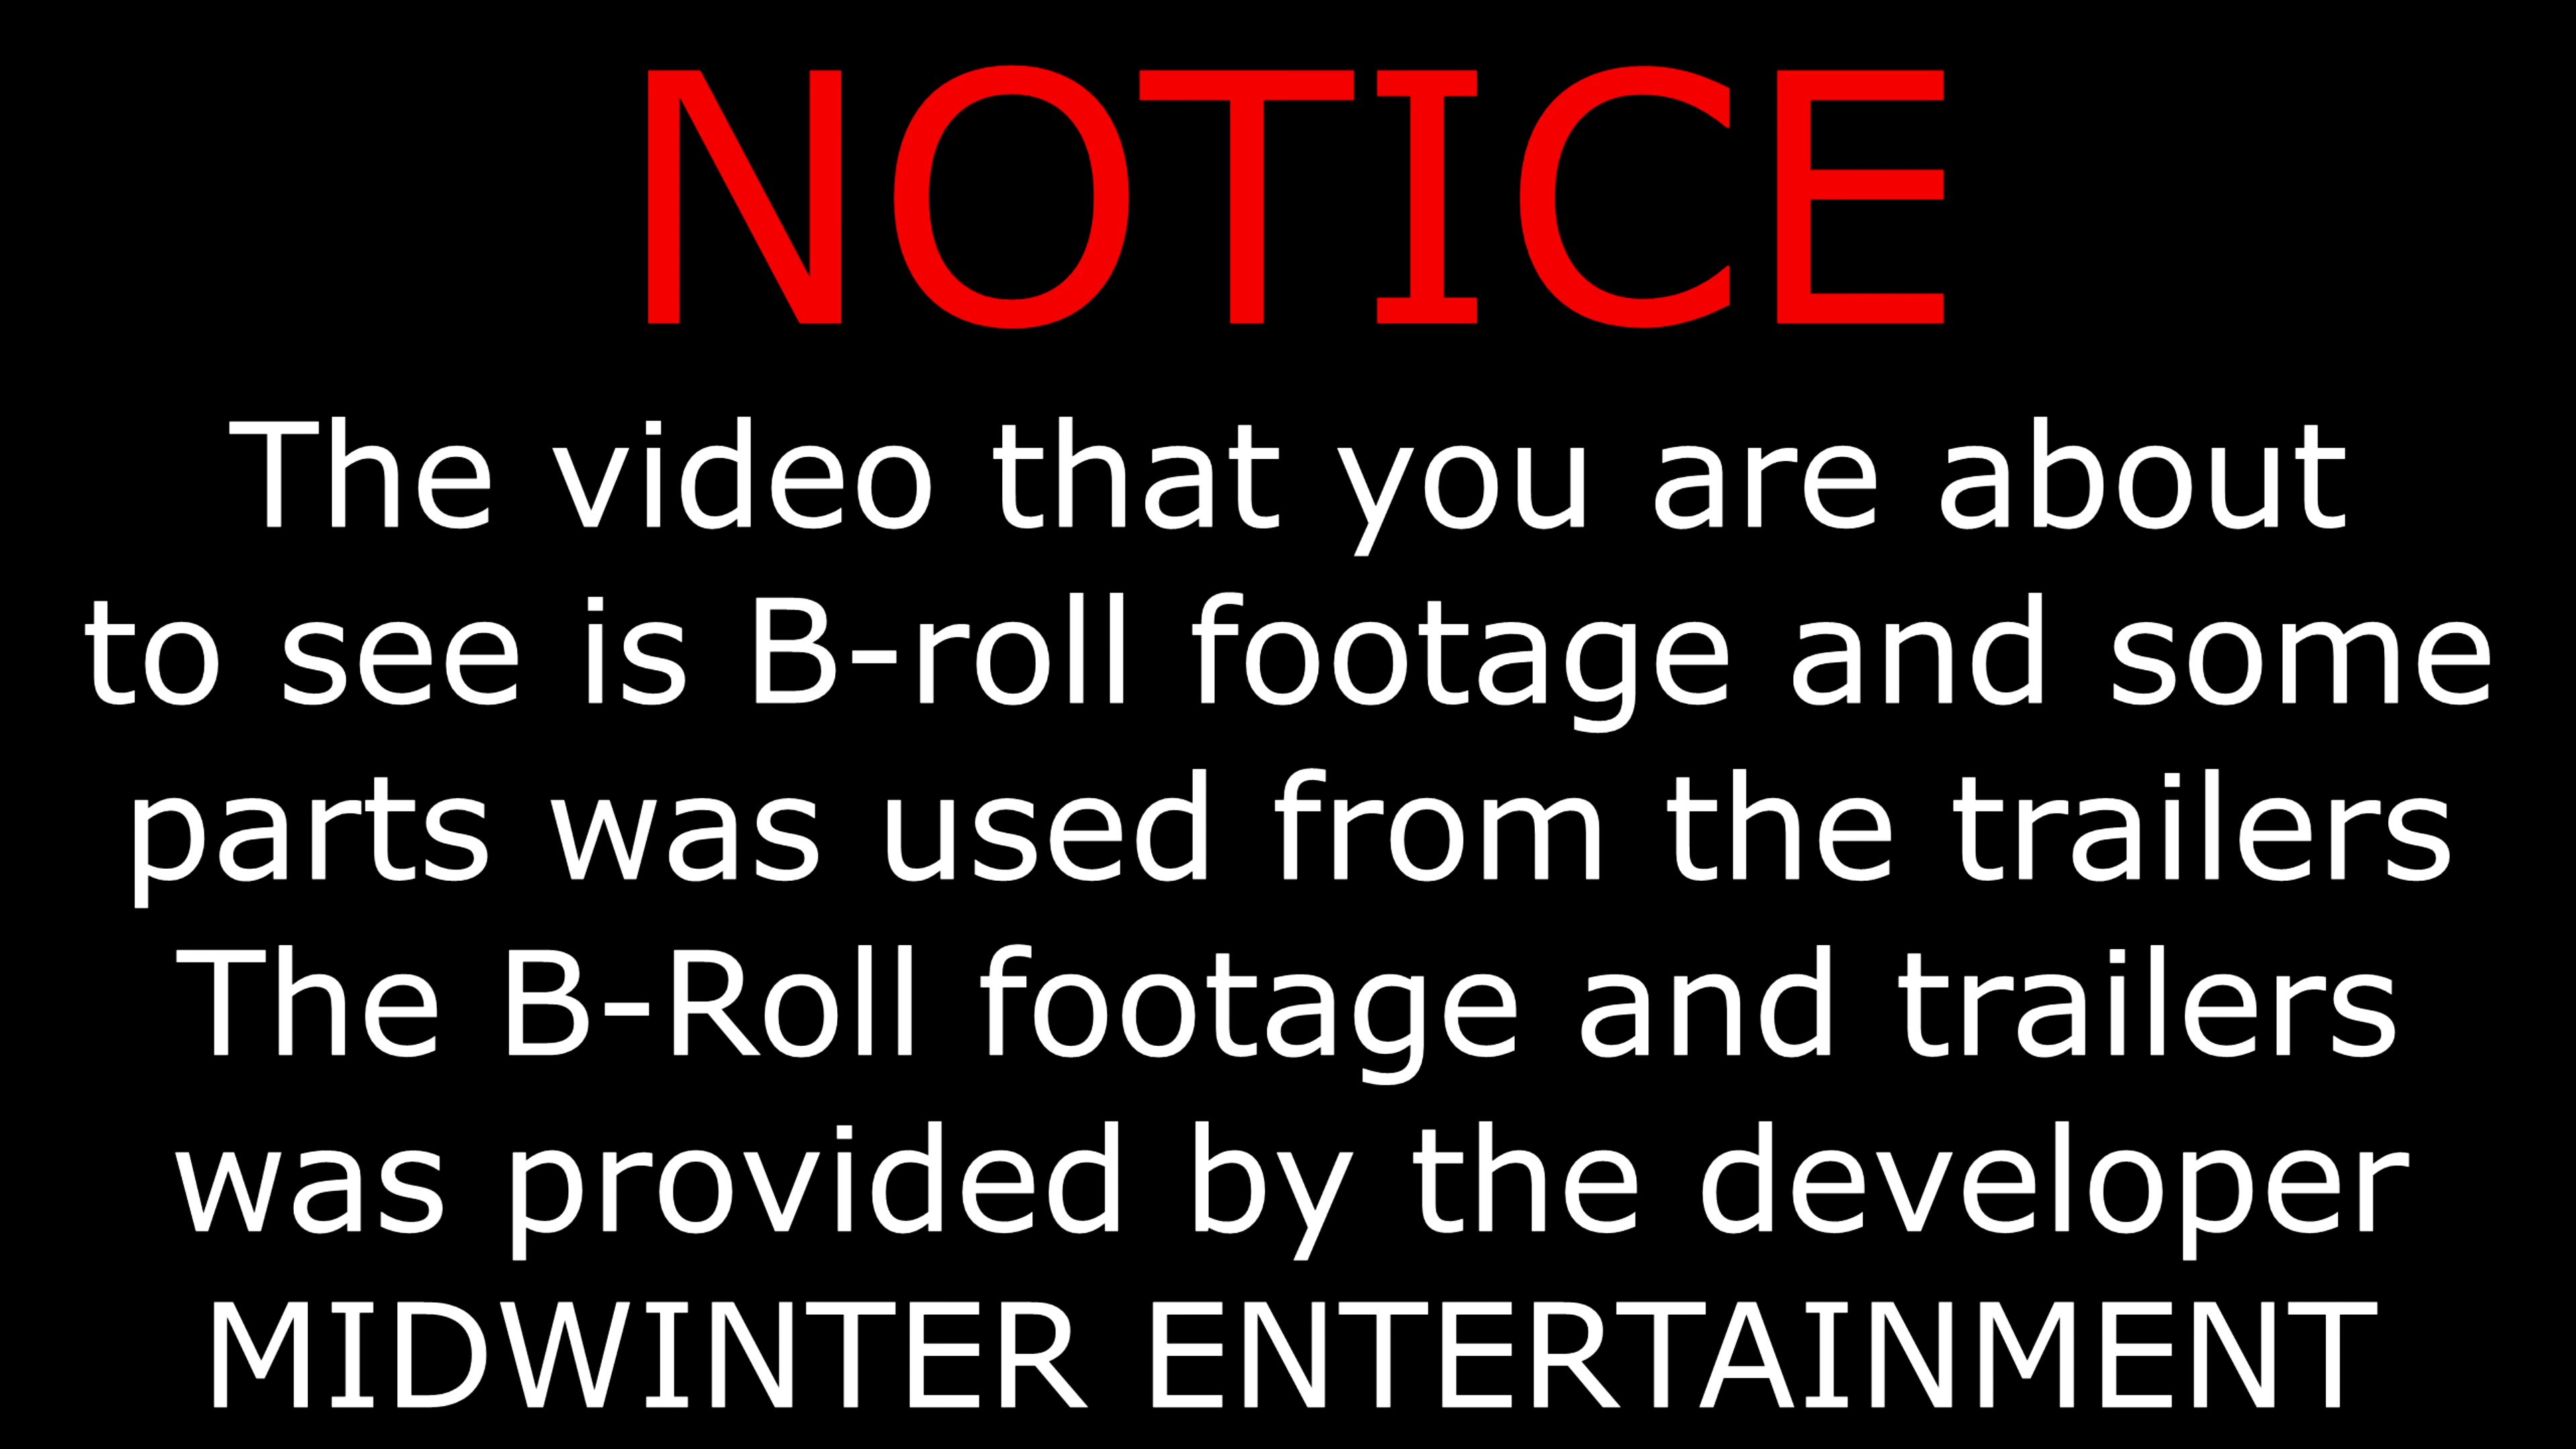 NOTICE
The video that you are about
to see is B-roll footage and some
parts was used from the trailers
The B-Roll footage and trailers
was provided by the developer
MIDWINTER ENTERTAINMENT